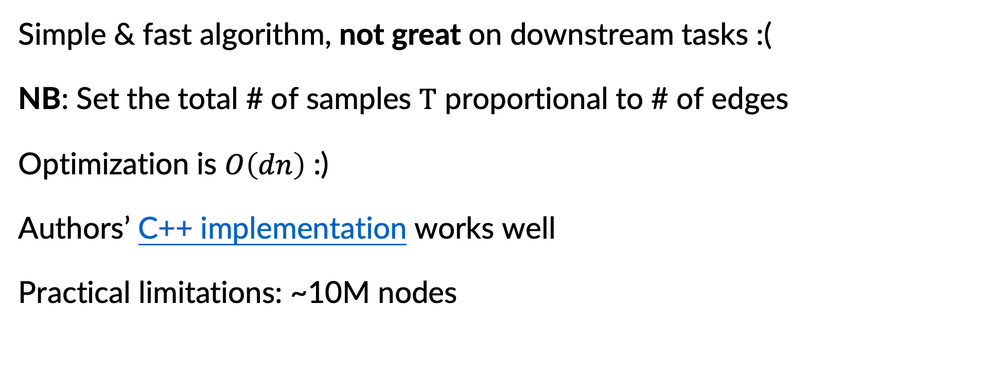 Simple & fast algorithm, not great on downstream tasks :(
NB: Set the total # of samples T proportional to # of edges
Optimization is O(dn) :)
Authors’ C++ implementation works well
Practical limitations: ~10M nodes